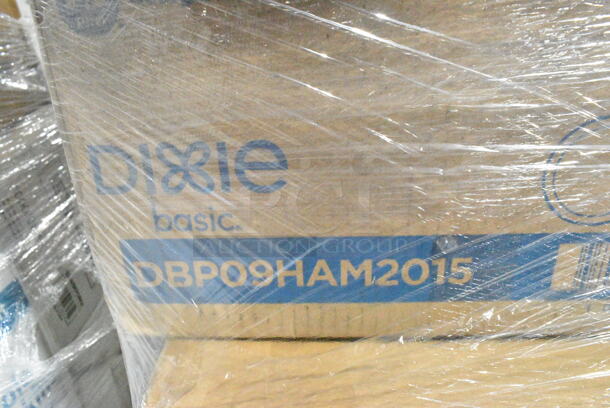 DIXIE
basic.
AUCTION GROUP
DBP09HAM2015